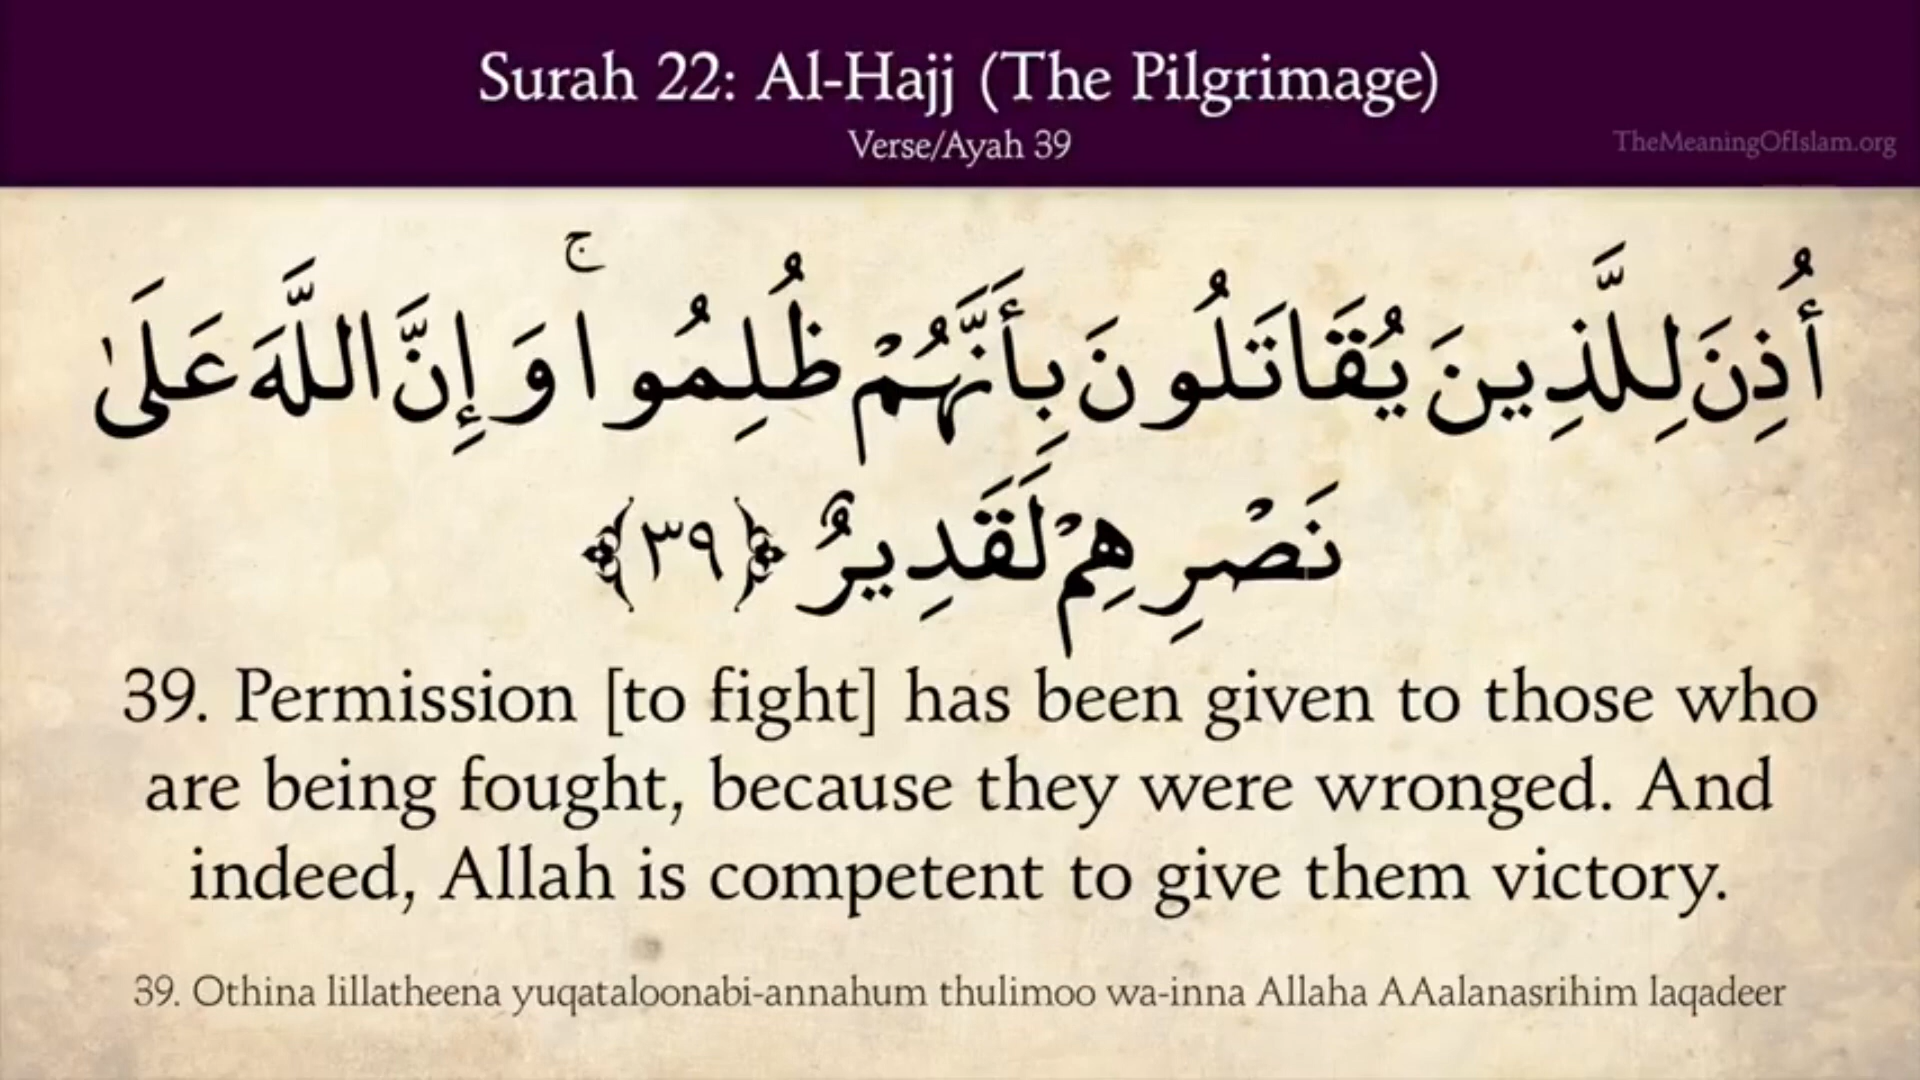 Surah 22: Al-Hajj (The Pilgrimage)
Verse/Ayah 39
TheMeaningOfIslam.org
أُذِنَ لِلَّذِينَ يُقَاتَلُونَ بِأَنَّهُمْ ظُلِمُوا ۚ وَإِنَّ اللَّهَ عَلَىٰ
نَصْرِهِمْ لَقَدِيرٌ ﴿٣٩﴾
39. Permission [to fight] has been given to those who
are being fought, because they were wronged. And
indeed, Allah is competent to give them victory.
39. Othina lillatheena yuqataloonabi-annahum thulimoo wa-inna Allaha AAalanasrihim laqadeer